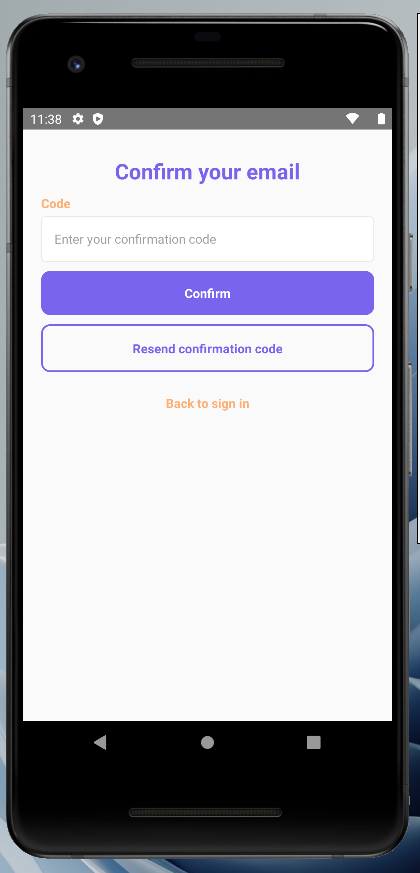 11:38
Confirm your email
Code
Enter your confirmation code
Confirm
Resend confirmation code
Back to sign in